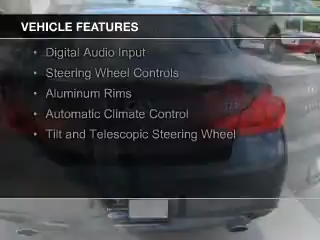 VEHICLE FEATURES
• Digital Audio Input
• Steering Wheel Controls
• Aluminum Rims
• Automatic Climate Control
• Tilt and Telescopic Steering Wheel